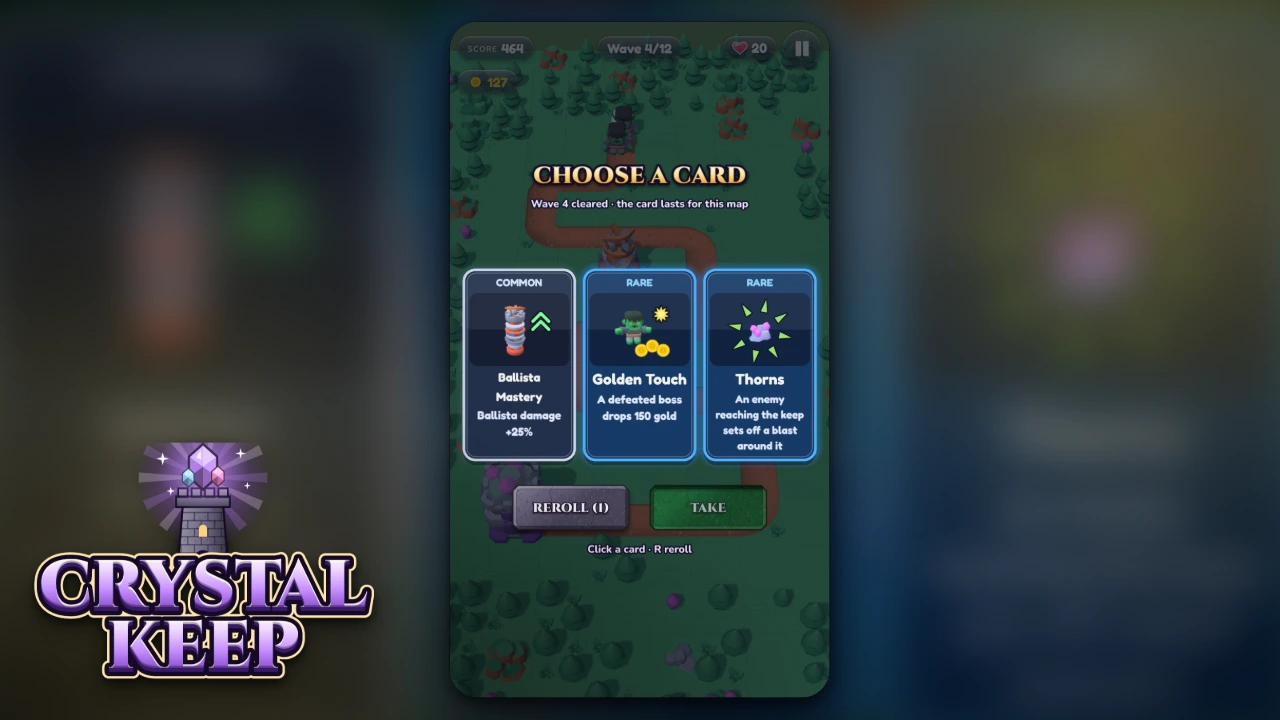 SCORE 464
Wave 4/12
20
127
CHOOSE A CARD
Wave 4 cleared · the card lasts for this map
COMMON
Ballista
Mastery
Ballista damage
+25%
RARE
Golden Touch
A defeated boss
drops 150 gold
RARE
Thorns
An enemy
reaching the keep
sets off a blast
around it
REROLL (1)
TAKE
Click a card · R reroll
CRYSTAL
KEEP